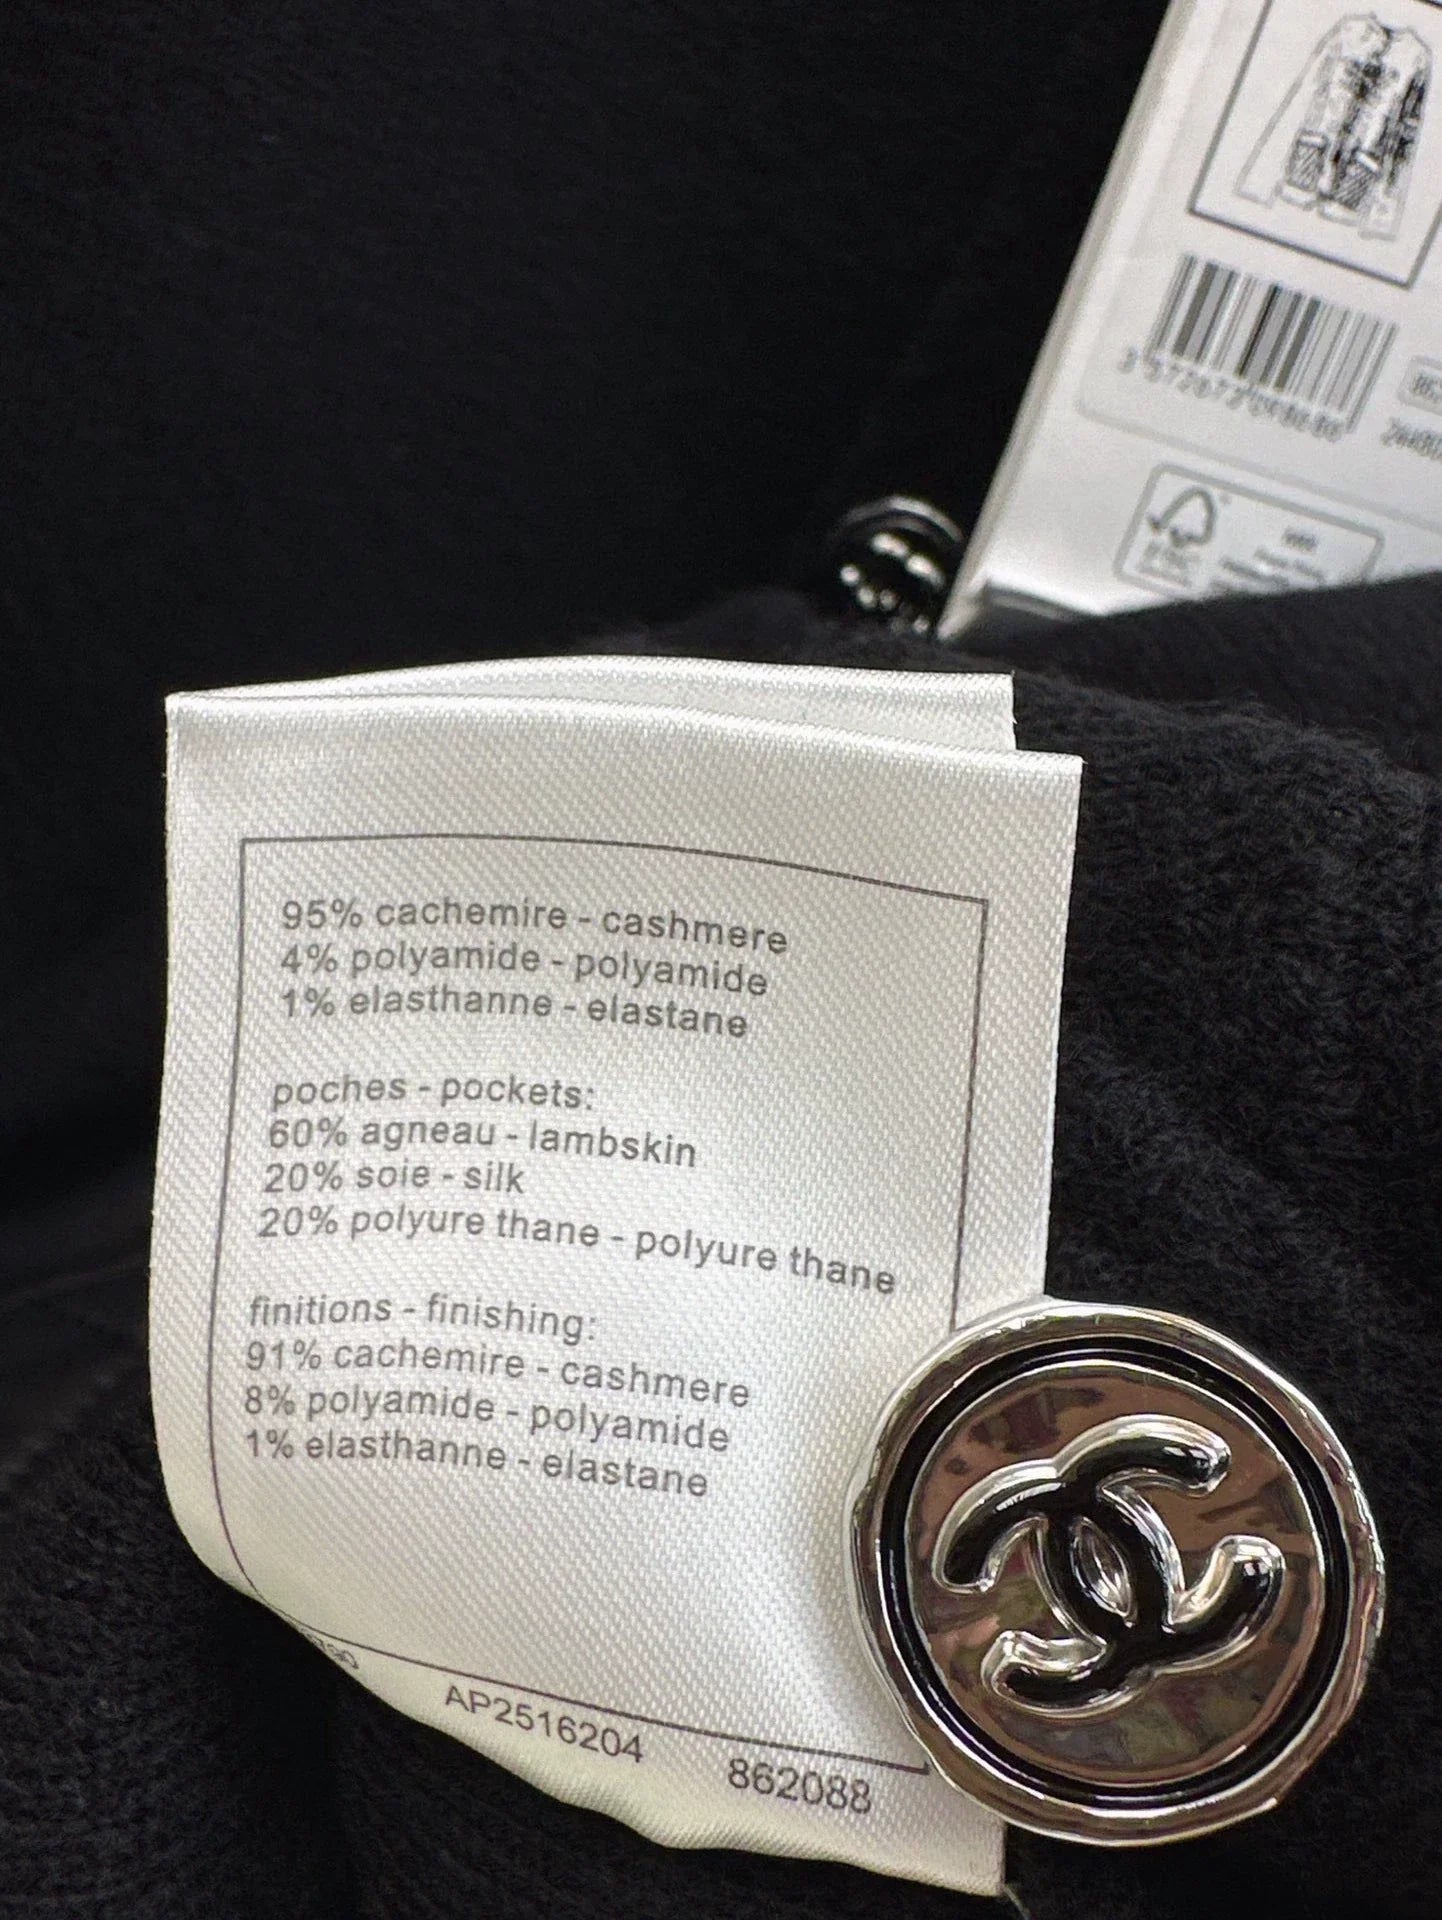 95% cachemire - cashmere
4% polyamide - polyamide
1% elasthanne - elastane
poches - pockets:
60% agneau - lambskin
20% soie - silk
20% polyure thane - polyure thane
finitions - finishing:
91% cachemire - cashmere
8% polyamide - polyamide
1% elasthanne - elastane
AP2516204 862088